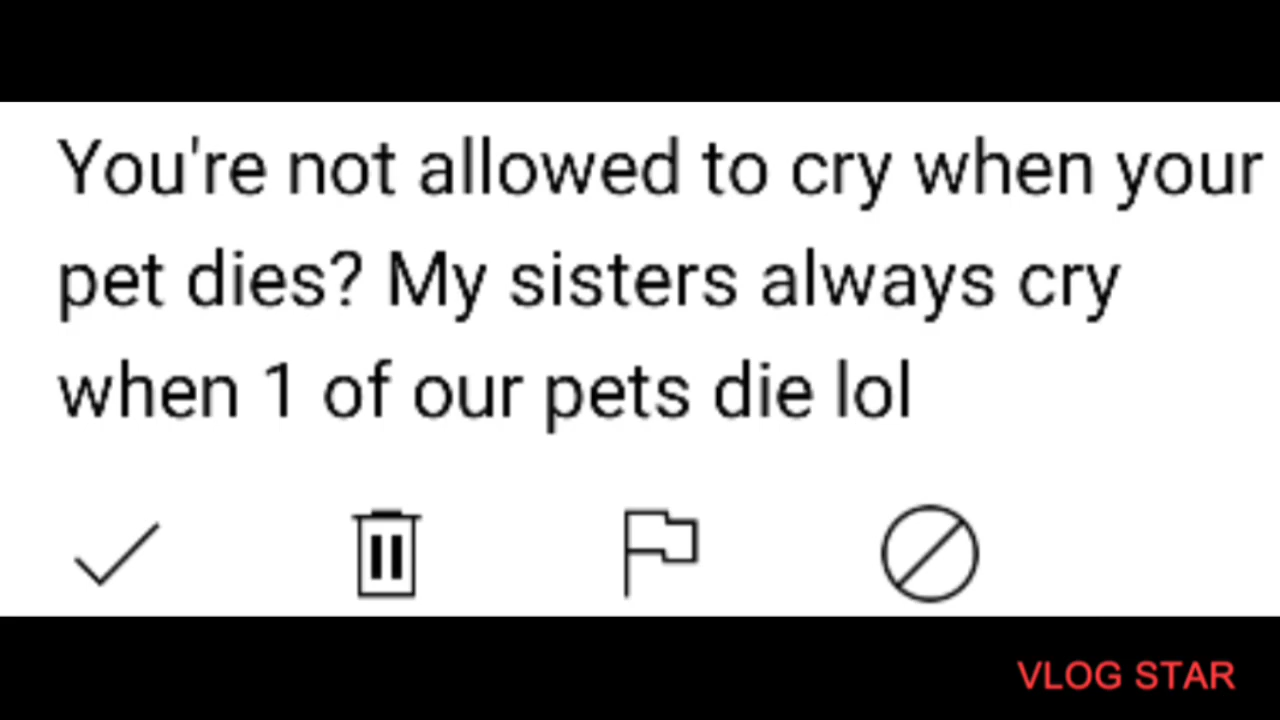 You're not allowed to cry when your
pet dies? My sisters always cry
when 1 of our pets die lol
VLOG STAR